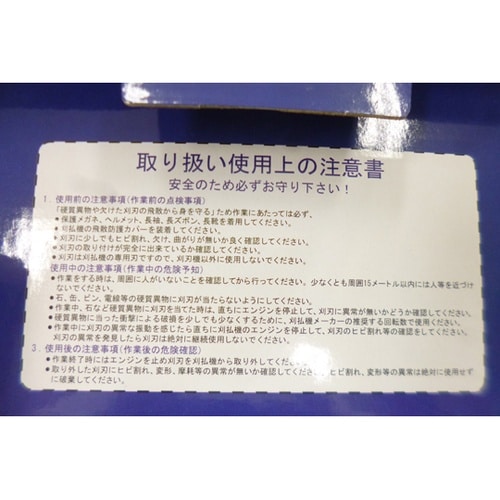 取り扱い使用上の注意書
安全のため必ずお守り下さい！
1．使用前の注意事項(作業前の点検事項)
「硬質異物や欠けた刈刃の飛散から身を守る」ため作業にあたっては必ず、
●保護メガネ、ヘルメット、長袖、長ズボン、長靴を着用してください。
●刈払機の飛散防護カバーを装着してください。
●刈刃に少しでもヒビ割れ、欠け、曲がりが無いか良く確認してください。
●刈刃の取り付けが完全に出来ているか確認してください。
●刈刃は刈払機の専用刃ですので、刈払機以外に使用しないでください。
使用中の注意事項(作業中の危険予知)
●作業をする時は、周囲に人がいないことを確認してから行ってください。少なくとも周囲15メートル以内には人等を近づけ
ないでください。
●石、缶、ビン、電線等の硬質異物に刈刃が当たらないようにしてください。
●作業中、石など硬質異物に刈刃を当てた時は、直ちにエンジンを停止して、刈刃に異常が無いかどうか確認してください。
●硬質異物に当った衝撃による破損を少しでも少なくするために、刈払機メーカーの推奨する回転数で使用ください。
●作業中に刈刃の異常な振動を感じたら直ちに刈払機のエンジンを停止して、刈刃のヒビ割れ等の確認をしてください。
刈刃の異常を発見したら刈刃は絶対に継続使用しないでください。
3．使用後の注意事項(作業後の危険確認)
●作業終了時にはエンジンを止め刈刃を刈払機から取り外してください。
●取り外した刈刃にヒビ割れ、変形、摩耗等の異常が無いか確認してください。ヒビ割れ、変形等の異常は絶対に使用せず
に破棄してください。